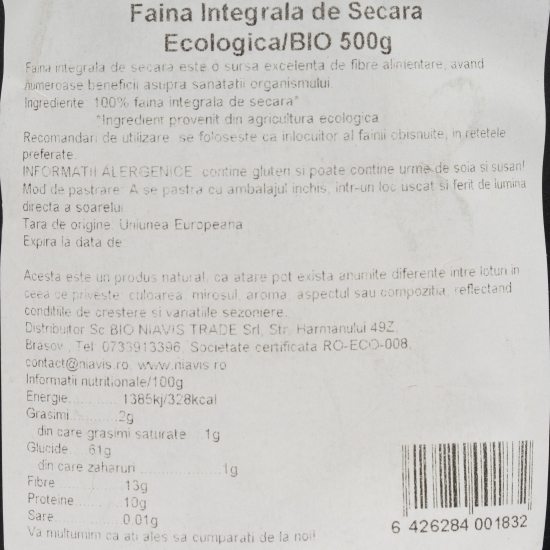 Faina Integrala de Secara
Ecologica/BIO 500g
Faina integrala de secara este o sursa excelenta de fibre alimentare, avand
numeroase beneficii asupra sanatatii organismului
Ingrediente 100% faina integrala de secara*
*Ingredient provenit din agricultura ecologica
Recomandari de utilizare se foloseste ca inlocuitor al fainii obisnuite, in retetele
preferate.
INFORMATII ALERGENICE: contine gluten si poate contine urme de soia si susan!
Mod de pastrare: A se pastra cu ambalajul inchis, intr-un loc uscat si ferit de lumina
directa a soarelui
Tara de origine: Uniunea Europeana
Expira la data de
Acesta este un produs natural, ca atare pot exista anumite diferente intre loturi in
ceea ce priveste culoarea, mirosul, aroma, aspectul sau compozitia, reflectand
conditiile de crestere si variatiile sezoniere.
Distribuitor Sc BIO NIAVIS TRADE Srl, Str. Harmanului 49Z,
Brasov, Tel 0733913396, Societate certificata RO-ECO-008.
contact@niavis.ro, www.niavis.ro
Informatii nutritionale/100g
Energie............1385kj/328kcal
Grasimi............2g
din care grasimi saturate 1g
Glucide.....61g
din care zaharuri..................1g
Fibre 13g
Proteine............10g
Sare............0.01g
Va multumim ca ati ales sa cumparati de la noi!
6 426284 001832